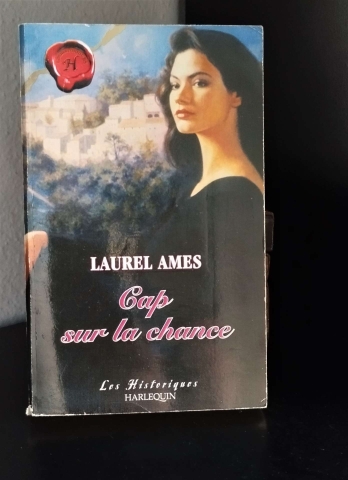 H
LAUREL AMES
Cap
sur la chance
Les Historiques
HARLEQUIN